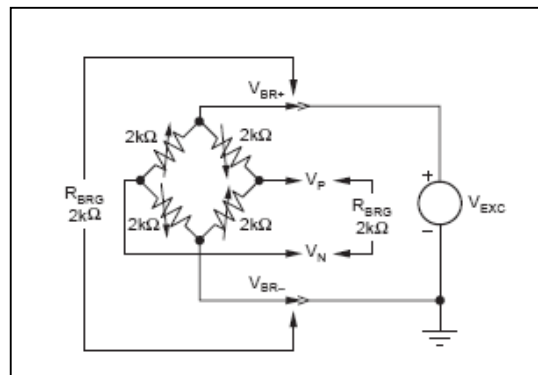 V_BR+
2kΩ
2kΩ
R_BRG
2kΩ
V_P
R_BRG
2kΩ
+
V_EXC
−
2kΩ
2kΩ
V_N
V_BR–